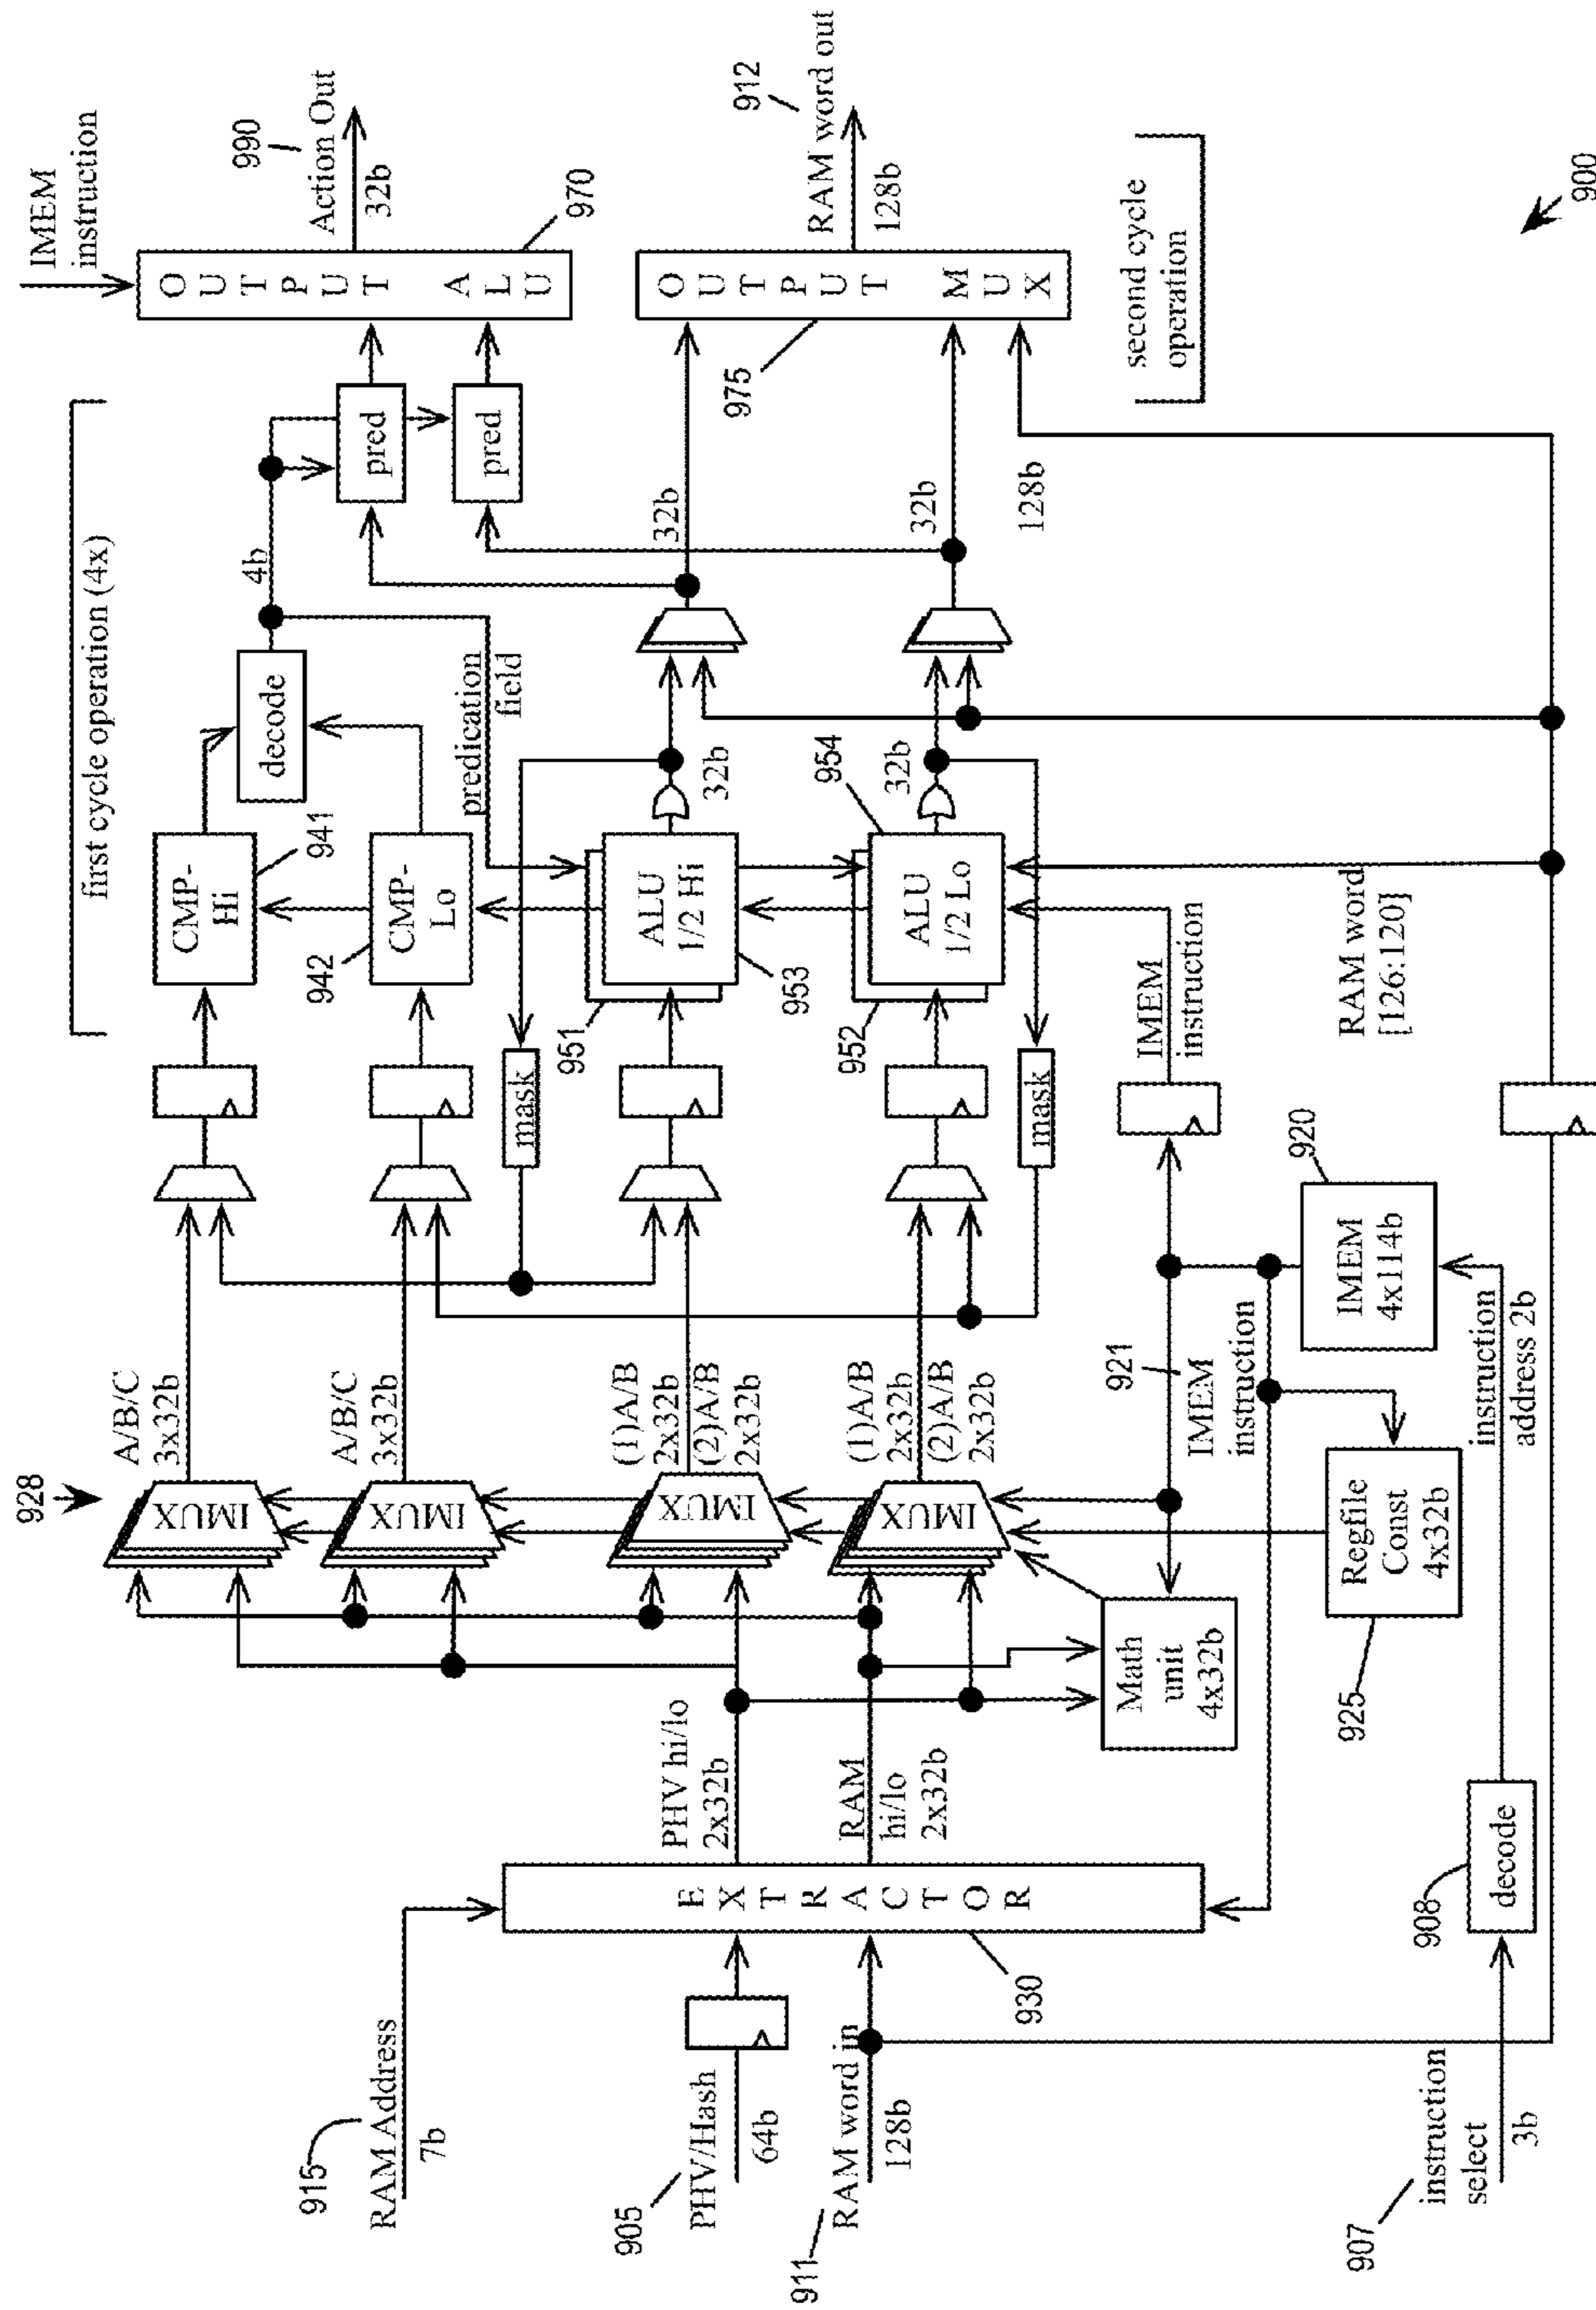 first cycle operation (4x)
second cycle
operation
IMEM
instruction
990
Action Out
32b
OUTPUT ALU
970
912
RAM word out
128b
OUTPUT MUX
975
900
4b
pred
pred
32b
32b
128b
decode
predication
field
CMP-
Hi
941
CMP-
Lo
942
ALU
1/2 Hi
951
953
32b
ALU
1/2 Lo
952
954
32b
mask
mask
IMEM
instruction
RAM word
[126:120]
928
A/B/C
3x32b
A/B/C
3x32b
(1)A/B
2x32b
(2)A/B
2x32b
(1)A/B
2x32b
(2)A/B
2x32b
IMUX
IMUX
IMUX
IMUX
921
IMEM
instruction
920
IMEM
4x114b
instruction
address 2b
Regfile
Const
4x32b
925
Math
unit
4x32b
PHV hi/lo
2x32b
RAM
hi/lo
2x32b
EXTRACTOR
930
908
decode
915
RAM Address
7b
905
PHV/Hash
64b
911
RAM word in
128b
907
instruction
select
3b